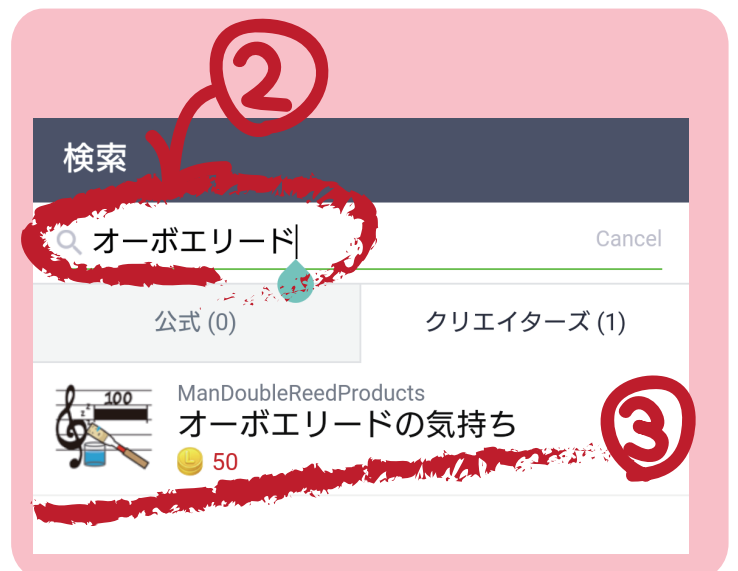 ②
検索
オーボエリード
Cancel
公式 (0)
クリエイターズ (1)
100
z z z
ManDoubleReedProducts
オーボエリードの気持ち
50
③